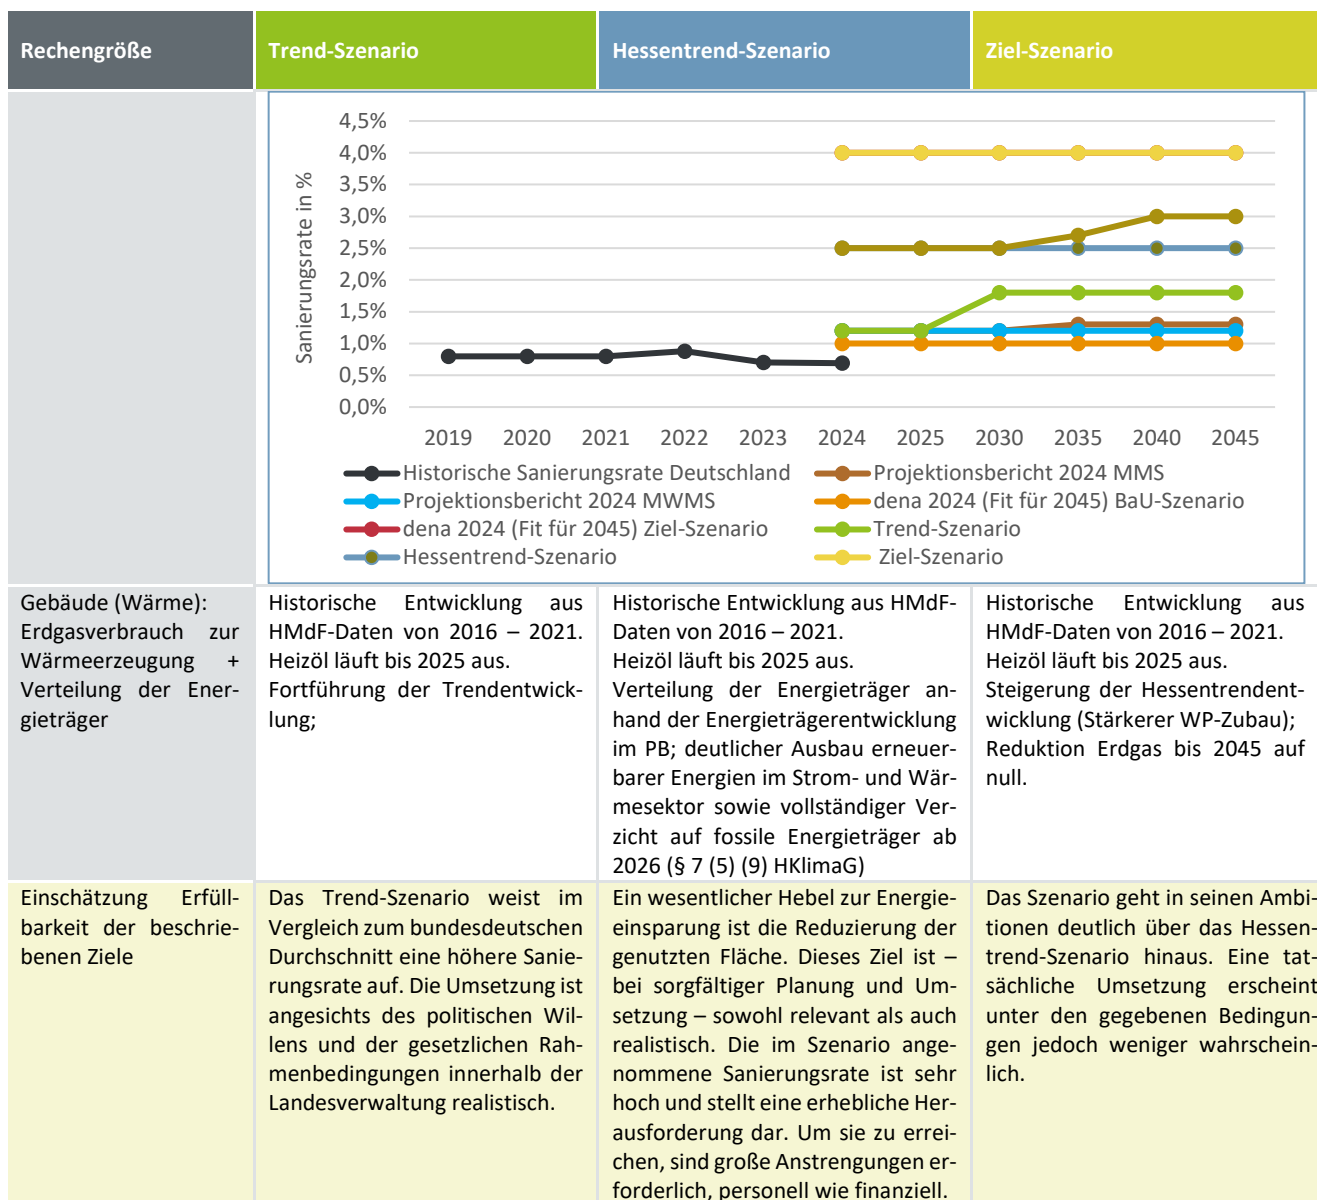 Rechengröße
Trend-Szenario
Hessentrend-Szenario
Ziel-Szenario
Sanierungsrate in %
4,5%
4,0%
3,5%
3,0%
2,5%
2,0%
1,5%
1,0%
0,5%
0,0%
2019 2020 2021 2022 2023 2024 2025 2030 2035 2040 2045
Historische Sanierungsrate Deutschland
Projektionsbericht 2024 MMS
Projektionsbericht 2024 MWMS
dena 2024 (Fit für 2045) BaU-Szenario
dena 2024 (Fit für 2045) Ziel-Szenario
Trend-Szenario
Hessentrend-Szenario
Ziel-Szenario
Gebäude (Wärme):
Erdgasverbrauch zur
Wärmeerzeugung +
Verteilung der Ener-
gieträger
Historische Entwicklung aus
HMdF-Daten von 2016 – 2021.
Heizöl läuft bis 2025 aus.
Fortführung der Trendentwick-
lung;
Historische Entwicklung aus HMdF-
Daten von 2016 – 2021.
Heizöl läuft bis 2025 aus.
Verteilung der Energieträger an-
hand der Energieträgerentwicklung
im PB; deutlicher Ausbau erneuer-
barer Energien im Strom- und Wär-
mesektor sowie vollständiger Ver-
zicht auf fossile Energieträger ab
2026 (§ 7 (5) (9) HKlimaG)
Historische Entwicklung aus
HMdF-Daten von 2016 – 2021.
Heizöl läuft bis 2025 aus.
Steigerung der Hessentrendent-
wicklung (Stärkerer WP-Zubau);
Reduktion Erdgas bis 2045 auf
null.
Einschätzung Erfüll-
barkeit der beschrie-
benen Ziele
Das Trend-Szenario weist im
Vergleich zum bundesdeutschen
Durchschnitt eine höhere Sanie-
rungsrate auf. Die Umsetzung ist
angesichts des politischen Wil-
lens und der gesetzlichen Rah-
menbedingungen innerhalb der
Landesverwaltung realistisch.
Ein wesentlicher Hebel zur Energie-
einsparung ist die Reduzierung der
genutzten Fläche. Dieses Ziel ist –
bei sorgfältiger Planung und Um-
setzung – sowohl relevant als auch
realistisch. Die im Szenario ange-
nommene Sanierungsrate ist sehr
hoch und stellt eine erhebliche Her-
ausforderung dar. Um sie zu errei-
chen, sind große Anstrengungen er-
forderlich, personell wie finanziell.
Das Szenario geht in seinen Ambi-
tionen deutlich über das Hessen-
trend-Szenario hinaus. Eine tat-
sächliche Umsetzung erscheint
unter den gegebenen Bedingun-
gen jedoch weniger wahrschein-
lich.